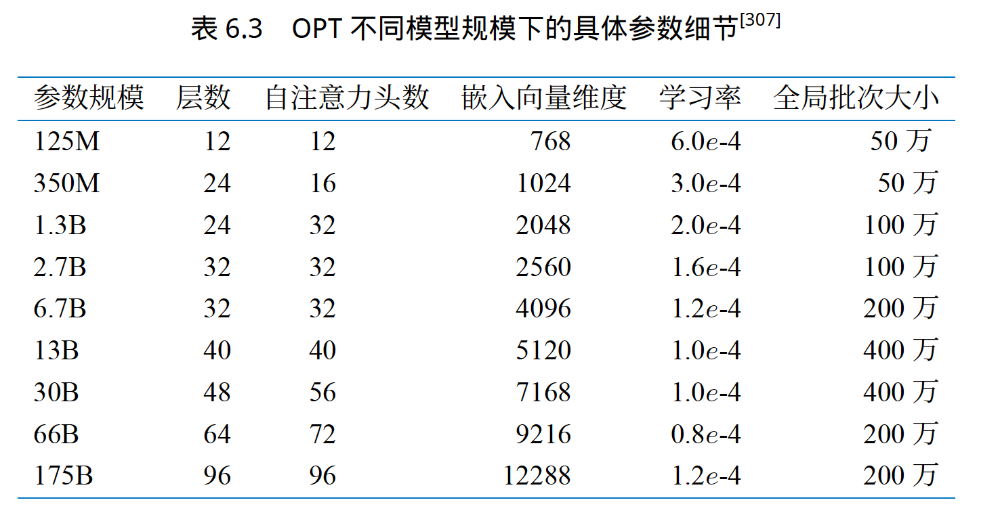 表 6.3 OPT 不同模型规模下的具体参数细节[307]
参数规模 层数 自注意力头数 嵌入向量维度 学习率 全局批次大小
125M 12 12 768 6.0e-4 50 万
350M 24 16 1024 3.0e-4 50 万
1.3B 24 32 2048 2.0e-4 100 万
2.7B 32 32 2560 1.6e-4 100 万
6.7B 32 32 4096 1.2e-4 200 万
13B 40 40 5120 1.0e-4 400 万
30B 48 56 7168 1.0e-4 400 万
66B 64 72 9216 0.8e-4 200 万
175B 96 96 12288 1.2e-4 200 万